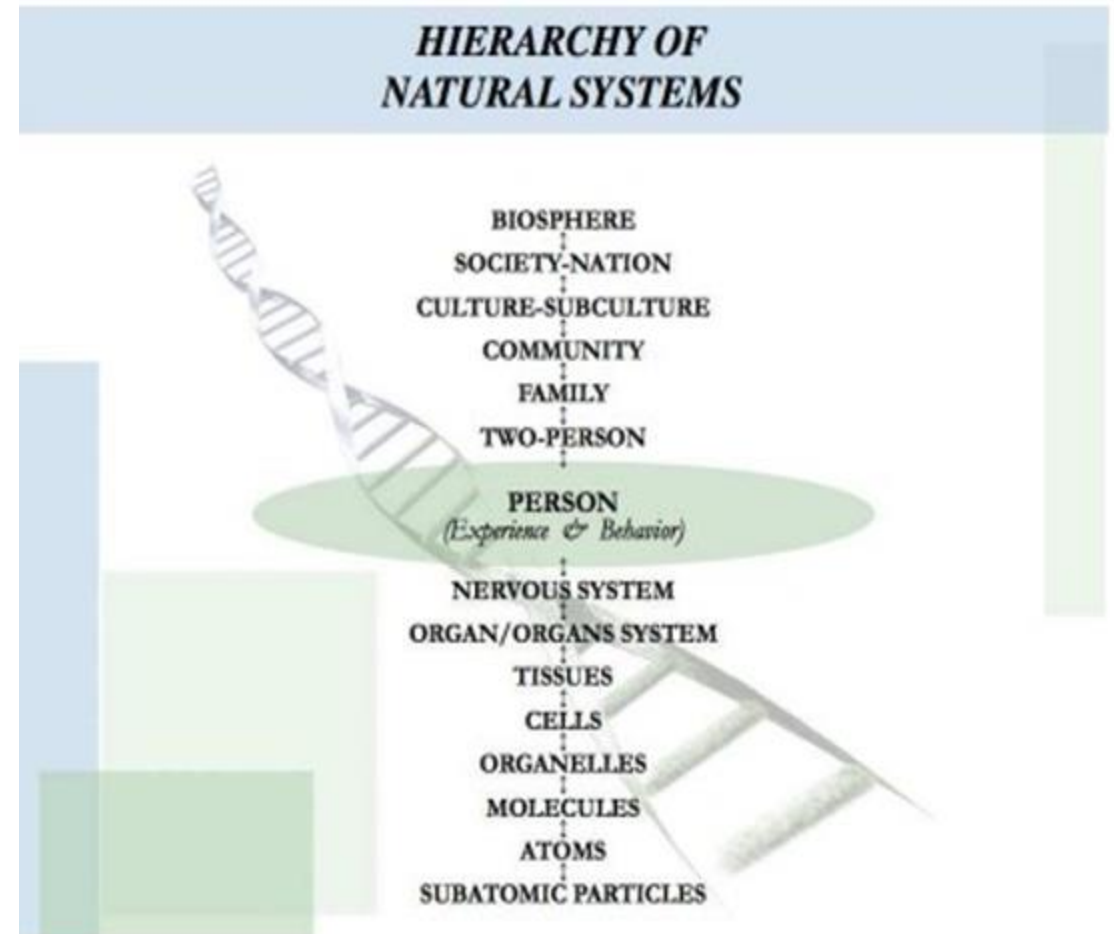 HIERARCHY OF
NATURAL SYSTEMS
BIOSPHERE
SOCIETY-NATION
CULTURE-SUBCULTURE
COMMUNITY
FAMILY
TWO-PERSON
PERSON
(Experience & Behavior)
NERVOUS SYSTEM
ORGAN/ORGANS SYSTEM
TISSUES
CELLS
ORGANELLES
MOLECULES
ATOMS
SUBATOMIC PARTICLES